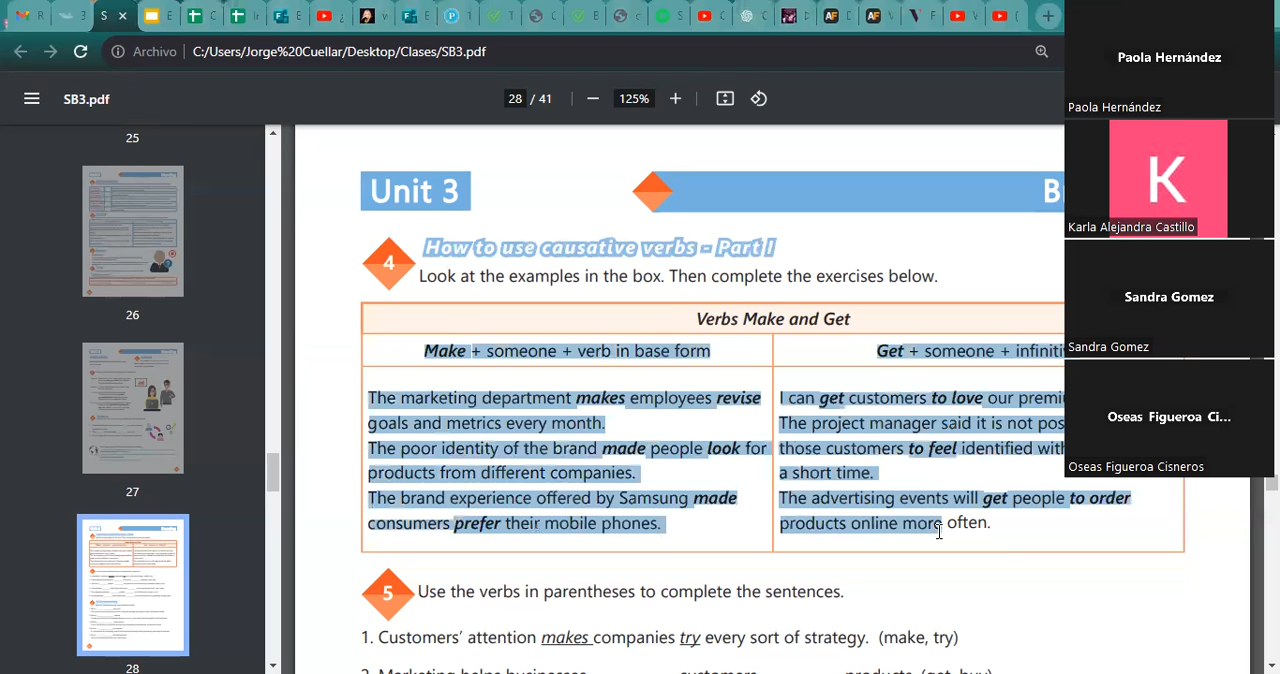 Archivo C:/Users/Jorge%20Cuellar/Desktop/Clases/SB3.pdf
SB3.pdf
28 / 41
125%
25
26
27
28
Unit 3
B
4
How to use causative verbs - Part I
Look at the examples in the box. Then complete the exercises below.
Verbs Make and Get
Make + someone + verb in base form
Get + someone + infiniti
The marketing department makes employees revise
goals and metrics every month.
The poor identity of the brand made people look for
products from different companies.
The brand experience offered by Samsung made
consumers prefer their mobile phones.
I can get customers to love our premi
The project manager said it is not pos
those customers to feel identified with
a short time.
The advertising events will get people to order
products online more often.
5
Use the verbs in parentheses to complete the sentences.
1. Customers' attention makes companies try every sort of strategy. (make, try)
2. Marketing helps businesses customers products. (get, buy)
Paola Hernández
Paola Hernández
K
Karla Alejandra Castillo
Sandra Gomez
Sandra Gomez
Oseas Figueroa Ci...
Oseas Figueroa Cisneros